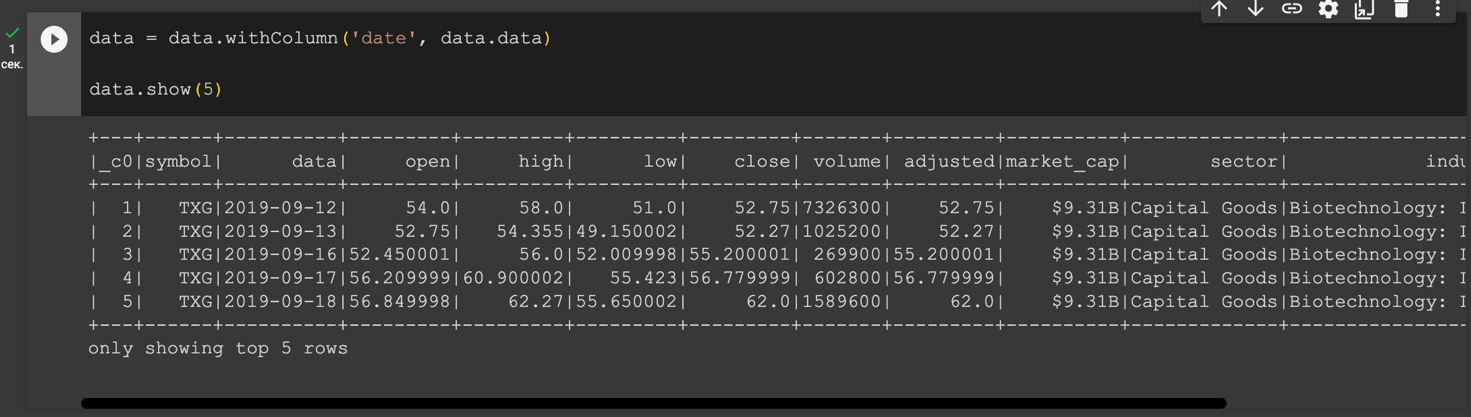 1
сек.
data = data.withColumn('date', data.data)
data.show(5)
+----+------+----------+---------+---------+---------+---------+-------+---------+----------+-------------+----------------
|_c0|symbol| data| open| high| low| close| volume| adjusted|market_cap| sector| indu
+----+------+----------+---------+---------+---------+---------+-------+---------+----------+-------------+----------------
| 1| TXG|2019-09-12| 54.0| 58.0| 51.0| 52.75|7326300| 52.75| $9.31B|Capital Goods|Biotechnology: I
| 2| TXG|2019-09-13| 52.75| 54.355|49.150002| 52.27|1025200| 52.27| $9.31B|Capital Goods|Biotechnology: I
| 3| TXG|2019-09-16|52.450001| 56.0|52.009998|55.200001| 269900|55.200001| $9.31B|Capital Goods|Biotechnology: I
| 4| TXG|2019-09-17|56.209999|60.900002| 55.423|56.779999| 602800|56.779999| $9.31B|Capital Goods|Biotechnology: I
| 5| TXG|2019-09-18|56.849998| 62.27|55.650002| 62.0|1589600| 62.0| $9.31B|Capital Goods|Biotechnology: I
+----+------+----------+---------+---------+---------+---------+-------+---------+----------+-------------+----------------
only showing top 5 rows